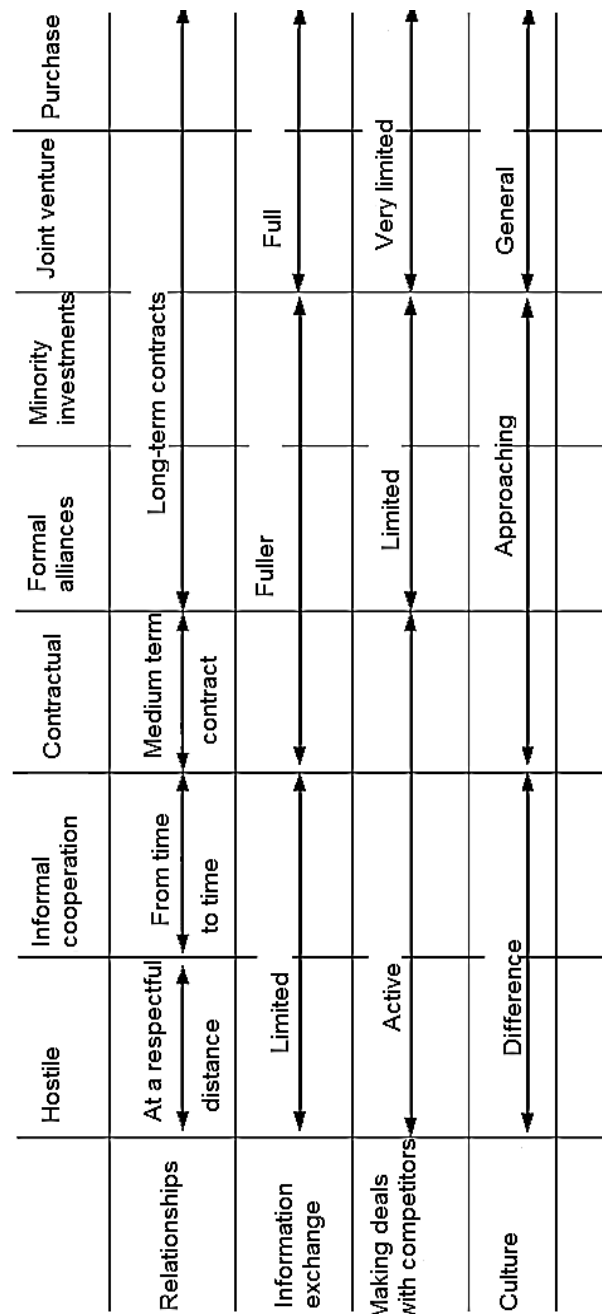 Hostile
Informal
cooperation
Contractual
Formal
alliances
Minority
investments
Joint venture
Purchase
Relationships
At a respectful
distance
From time
to time
Medium term
contract
Long-term contracts
Information
exchange
Limited
Fuller
Full
Making deals
with competitors
Active
Limited
Very limited
Culture
Difference
Approaching
General